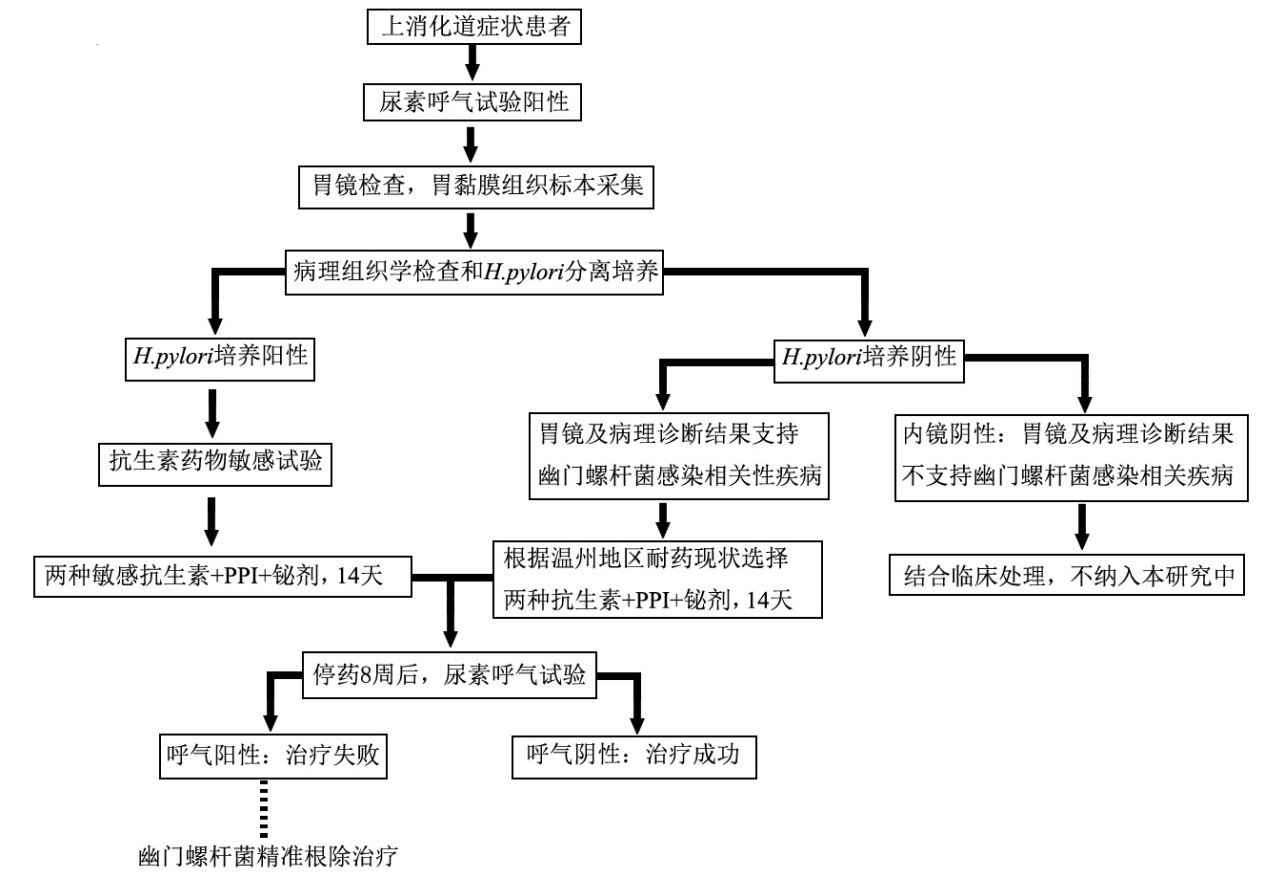 上消化道症状患者
尿素呼气试验阳性
胃镜检查，胃黏膜组织标本采集
病理组织学检查和H.pylori分离培养
H.pylori培养阳性
H.pylori培养阴性
抗生素药物敏感试验
胃镜及病理诊断结果支持
幽门螺杆菌感染相关性疾病
内镜阴性：胃镜及病理诊断结果
不支持幽门螺杆菌感染相关疾病
两种敏感抗生素+PPI+铋剂，14天
根据温州地区耐药现状选择
两种抗生素+PPI+铋剂，14天
结合临床处理，不纳入本研究中
停药8周后，尿素呼气试验
呼气阳性：治疗失败
呼气阴性：治疗成功
幽门螺杆菌精准根除治疗